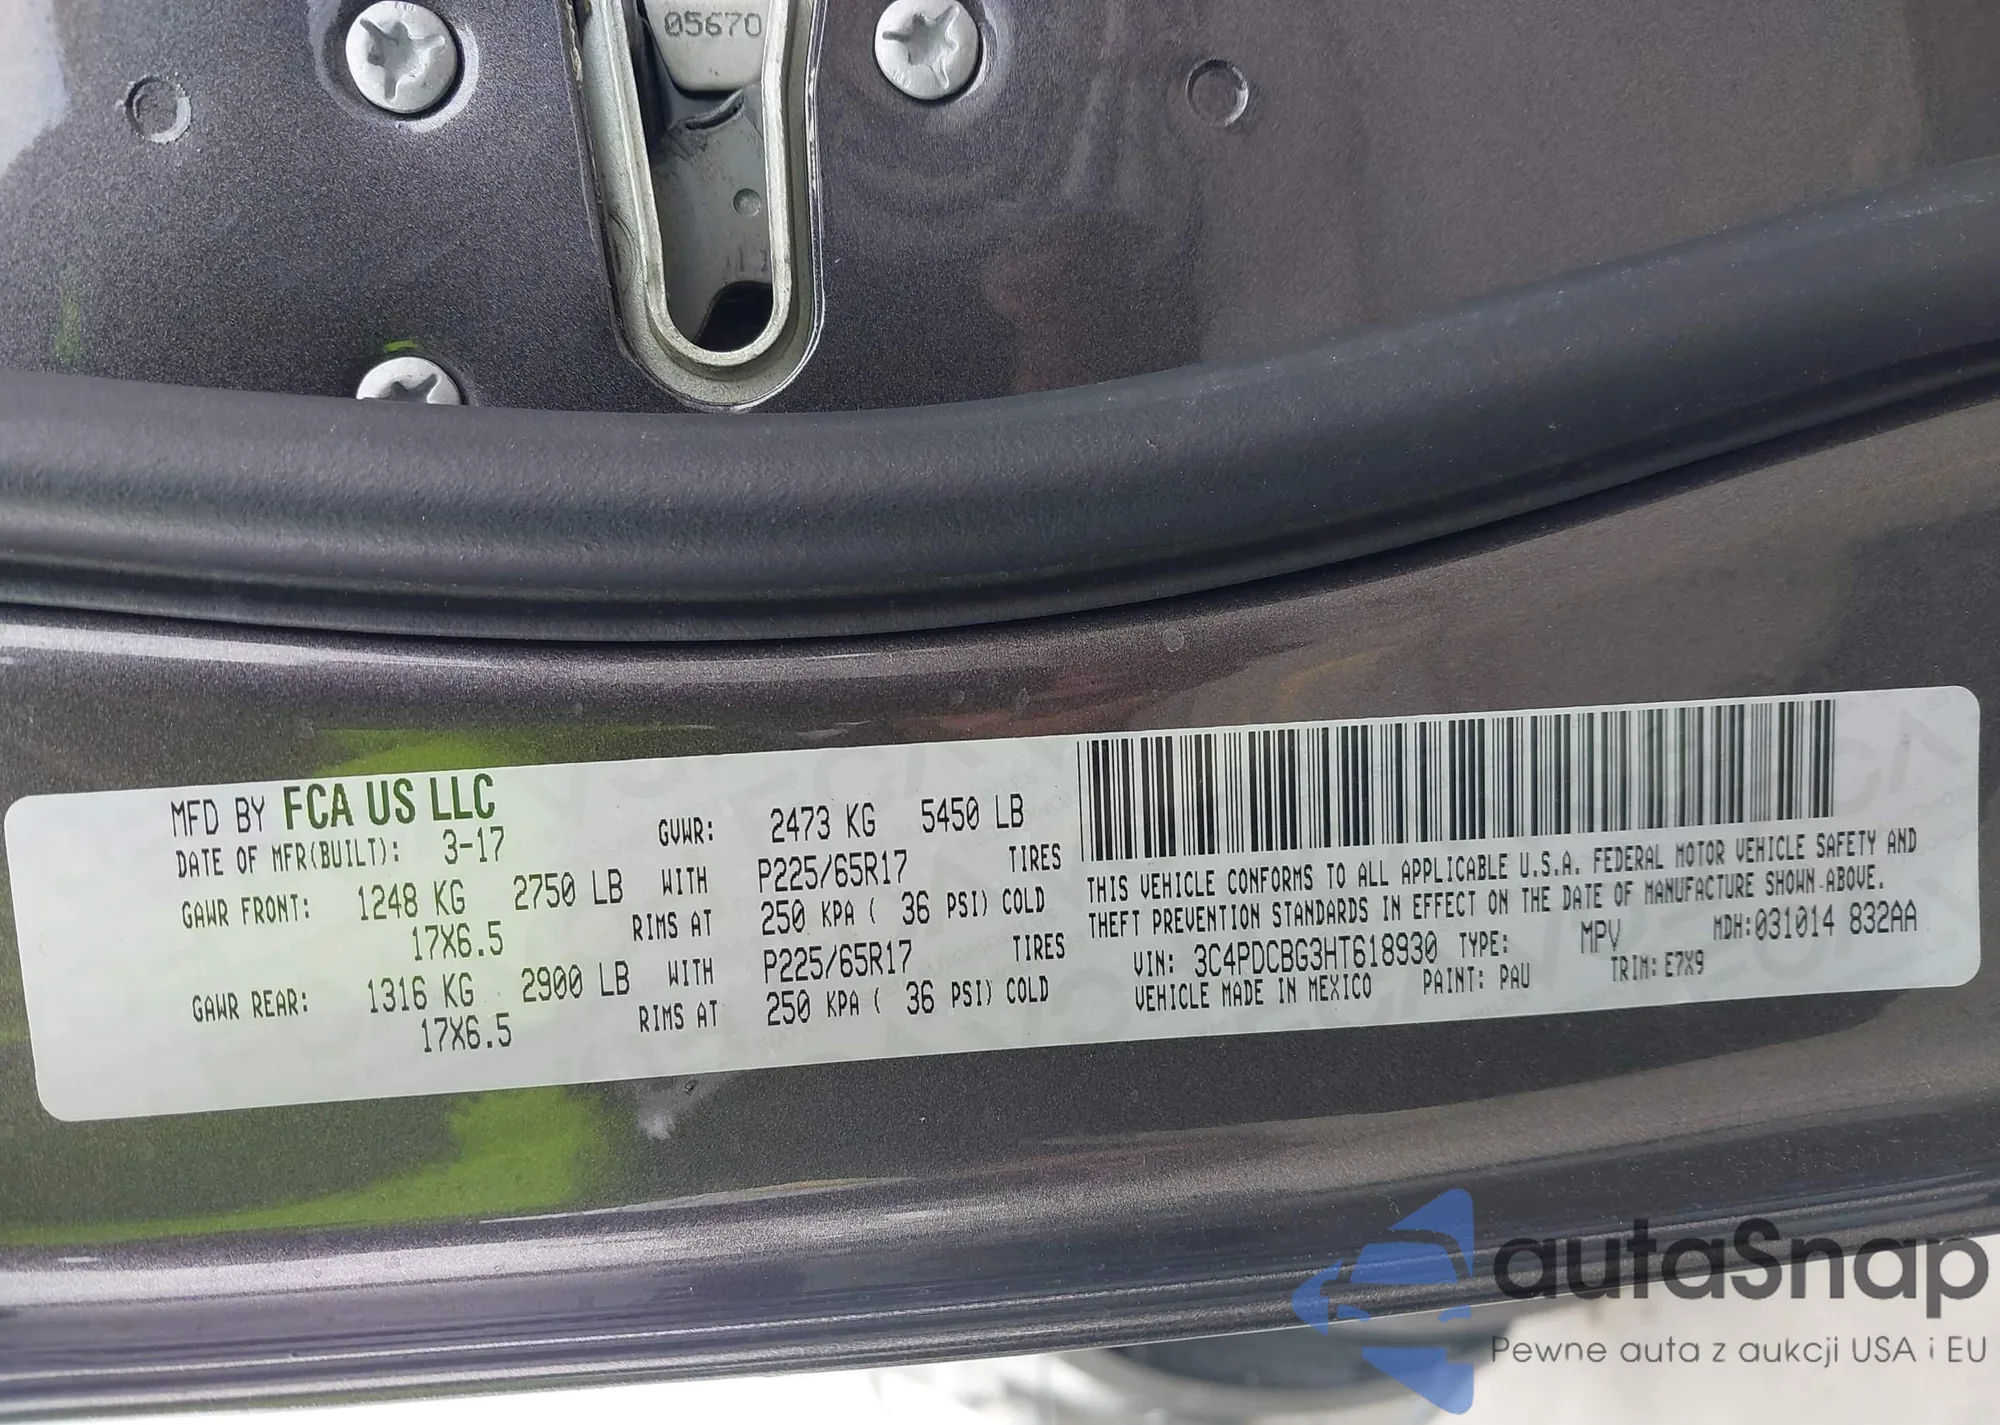 05670
MFD BY FCA US LLC
DATE OF MFR(BUILT): 3-17 GVWR: 2473 KG 5450 LB
GAWR FRONT: 1248 KG 2750 LB WITH P225/65R17 TIRES
17X6.5 RIMS AT 250 KPA ( 36 PSI) COLD
GAWR REAR: 1316 KG 2900 LB WITH P225/65R17 TIRES
17X6.5 RIMS AT 250 KPA ( 36 PSI) COLD
THIS VEHICLE CONFORMS TO ALL APPLICABLE U.S.A. FEDERAL MOTOR VEHICLE SAFETY AND
THEFT PREVENTION STANDARDS IN EFFECT ON THE DATE OF MANUFACTURE SHOWN ABOVE.
VIN: 3C4PDCBG3HT618930 TYPE: MPV MDH:031014 832AA
VEHICLE MADE IN MEXICO PAINT: PAU TRIM: E7X9
autaSnap
Pewne auta z aukcji USA i EU